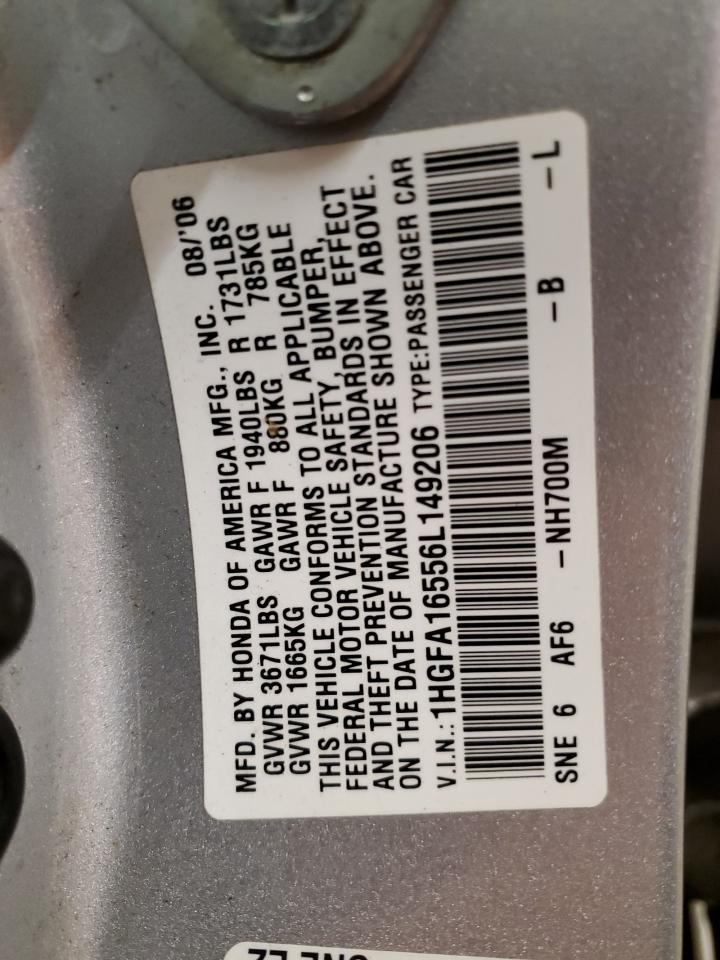 MFD. BY HONDA OF AMERICA MFG., INC. 08/'06
GVWR 3671LBS GAWR F 1940LBS R 1731LBS
GVWR 1665KG GAWR F 880KG R 785KG
THIS VEHICLE CONFORMS TO ALL APPLICABLE
FEDERAL MOTOR VEHICLE SAFETY, BUMPER,
AND THEFT PREVENTION STANDARDS IN EFFECT
ON THE DATE OF MANUFACTURE SHOWN ABOVE.
V.I.N.: 1HGFA16556L149206 TYPE:PASSENGER CAR
SNE 6 AF6 -NH700M -B -L